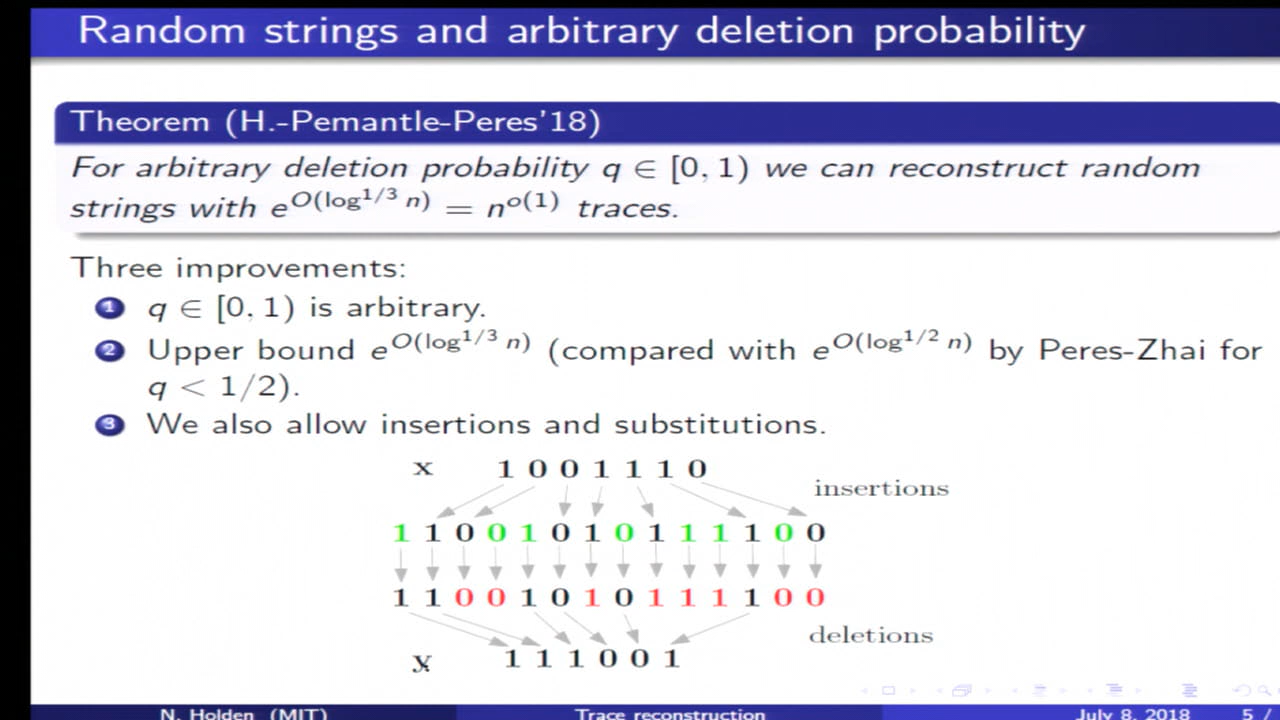 Random strings and arbitrary deletion probability
Theorem (H.-Pemantle-Peres'18)
For arbitrary deletion probability q ∈ [0, 1) we can reconstruct random
strings with e^{O(log^{1/3} n)} = n^{o(1)} traces.
Three improvements:
1 q ∈ [0, 1) is arbitrary.
2 Upper bound e^{O(log^{1/3} n)} (compared with e^{O(log^{1/2} n)} by Peres-Zhai for
q < 1/2).
3 We also allow insertions and substitutions.
x 1 0 0 1 1 1 0
insertions
1 1 0 0 1 0 1 0 1 1 1 1 0 0
1 1 0 0 1 0 1 0 1 1 1 1 0 0
deletions
y 1 1 1 0 0 1
N. Holden (MIT) Trace reconstruction July 8, 2018 5 /